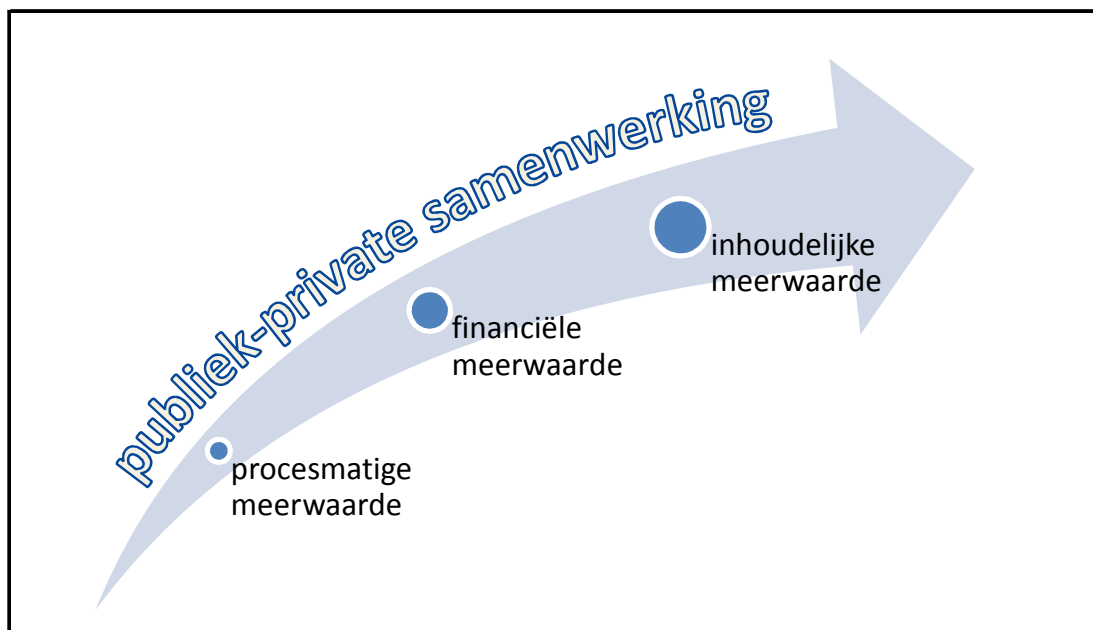 publiek-private samenwerking
inhoudelijke
meerwaarde
financiële
meerwaarde
procesmatige
meerwaarde